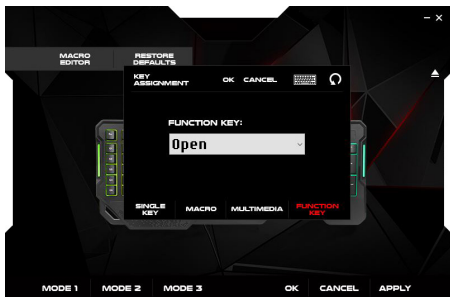 MACRO
EDITOR
RESTORE
DEFAULTS
KEY
ASSIGNMENT
OK
CANCEL
FUNCTION KEY:
Open
SINGLE
KEY
MACRO
MULTIMEDIA
FUNCTION
KEY
MODE 1
MODE 2
MODE 3
OK
CANCEL
APPLY